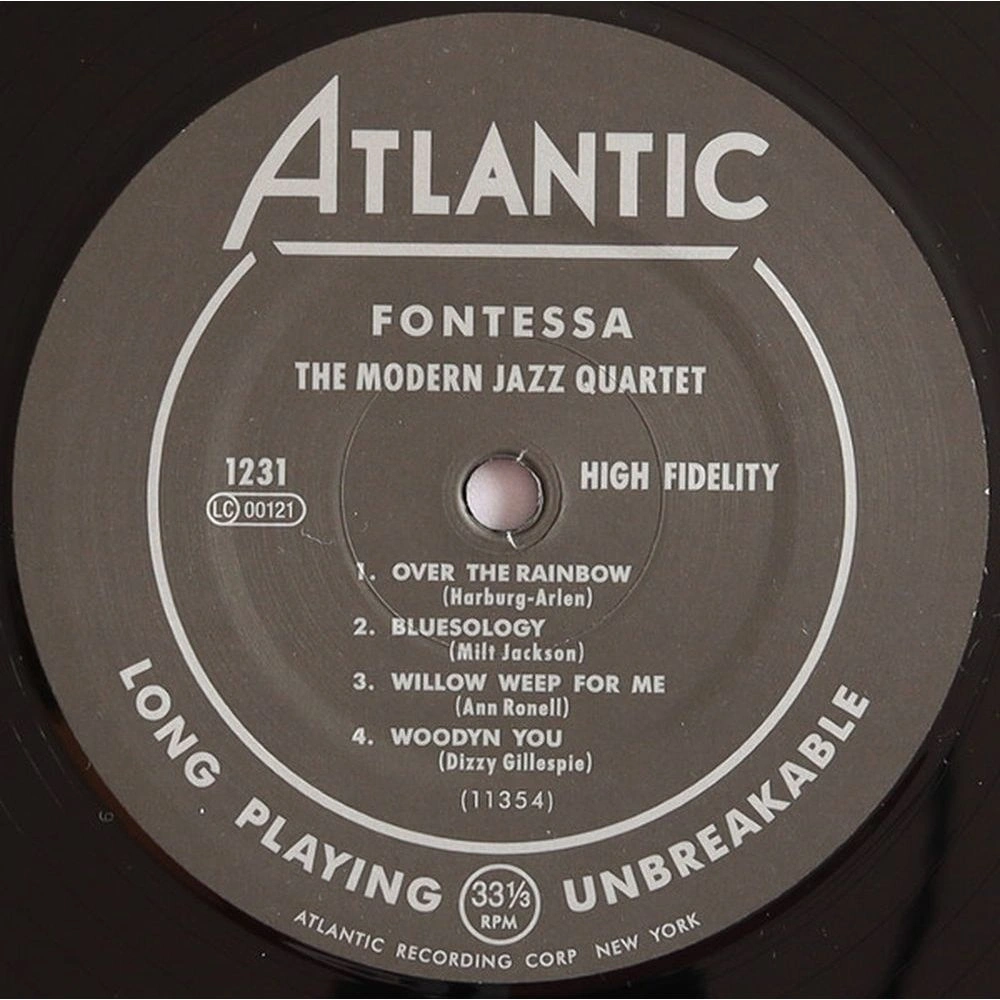 ATLANTIC
FONTESSA
THE MODERN JAZZ QUARTET
1231
HIGH FIDELITY
LC 00121
1. OVER THE RAINBOW
(Harburg-Arlen)
2. BLUESOLOGY
(Milt Jackson)
3. WILLOW WEEP FOR ME
(Ann Ronell)
4. WOODYN YOU
(Dizzy Gillespie)
(11354)
LONG PLAYING
33⅓
RPM
UNBREAKABLE
ATLANTIC RECORDING CORP NEW YORK